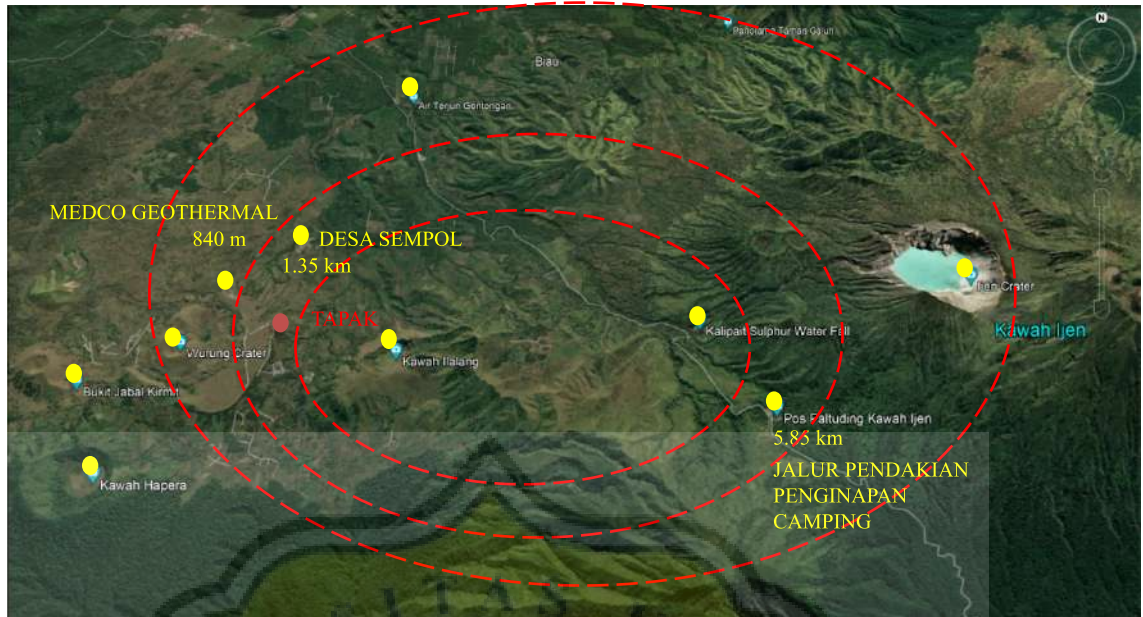 N
Panorama Taman Galuh
Biau
Air Terjun Gentongan
MEDCO GEOTHERMAL
840 m
DESA SEMPOL
1.35 km
Ijen Crater
TAPAK
Kalipait Sulphur Water Fall
Kawah Ijen
Wurung Crater
Kawah Ilalang
Bukit Jabal Kirmit
Pos Paltuding Kawah Ijen
5.85 km
JALUR PENDAKIAN
PENGINAPAN
CAMPING
Kawah Hapera
ITAS